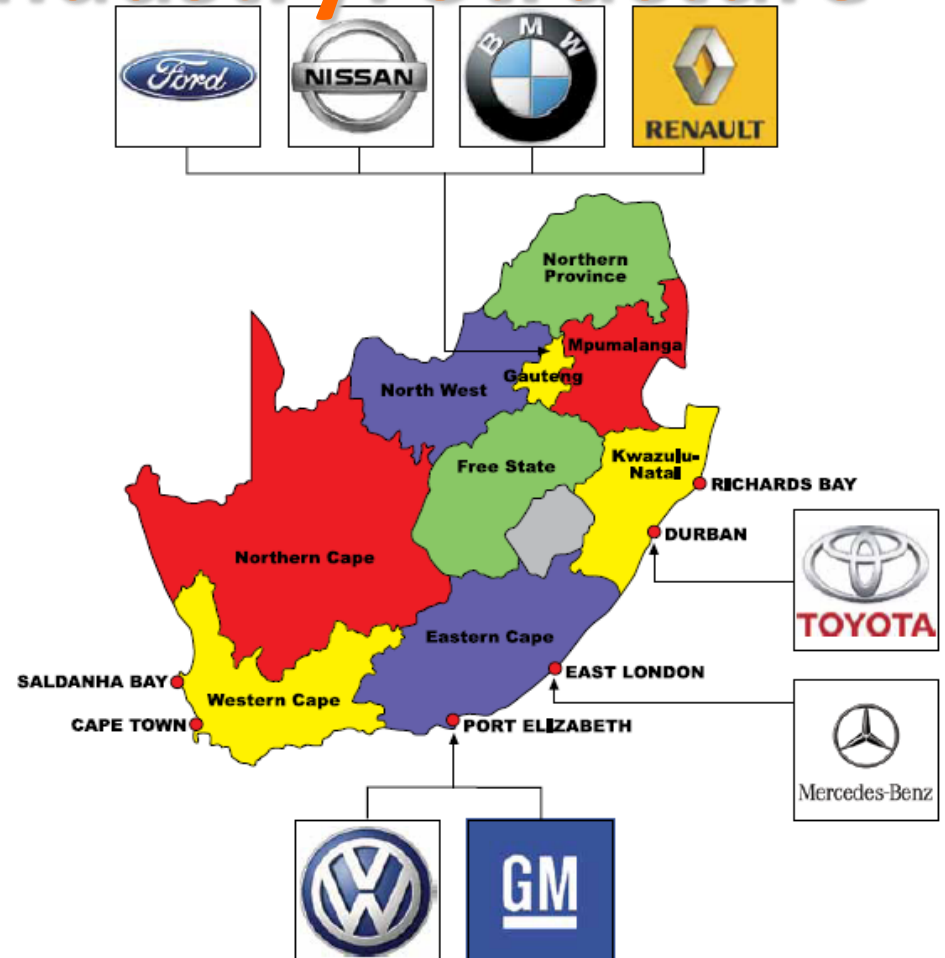 Ford
NISSAN
BMW
RENAULT
Northern
Province
Mpumalanga
Gauteng
North West
Kwazulu-
Natal
Free State
RICHARDS BAY
DURBAN
Northern Cape
TOYOTA
Eastern Cape
EAST LONDON
SALDANHA BAY
Western Cape
CAPE TOWN
PORT ELIZABETH
Mercedes-Benz
VW
GM